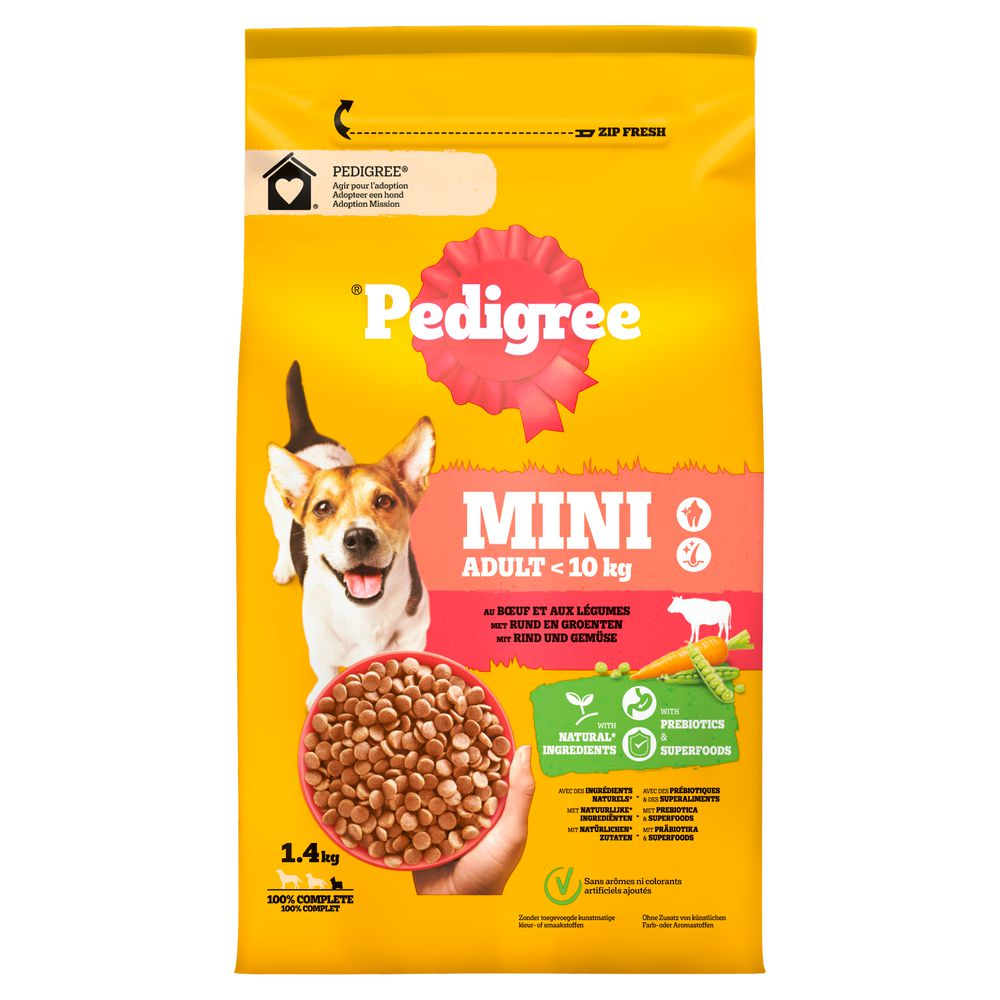 ZIP FRESH
PEDIGREE®
Agir pour l'adoption
Adopteer een hond
Adoption Mission
®
®Pedigree
MINI
ADULT < 10 kg
AU BŒUF ET AUX LÉGUMES
MET RUND EN GROENTEN
MIT RIND UND GEMÜSE
WITH
NATURAL*
INGREDIENTS
WITH
PREBIOTICS
&
SUPERFOODS
AVEC DES INGRÉDIENTS
NATURELS*
MET NATUURLIJKE*
INGREDIËNTEN
MIT NATÜRLICHEN*
ZUTATEN
AVEC DES PRÉBIOTIQUES
& DES SUPERALIMENTS
MET PREBIOTICA
& SUPERFOODS
MIT PRÄBIOTIKA
& SUPERFOODS
1.4kg
100% COMPLETE
100% COMPLET
Sans arômes ni colorants
artificiels ajoutés
Zonder toegevoegde kunstmatige
kleur- of smaakstoffen
Ohne Zusatz von künstlichen
Farb- oder Aromastoffen